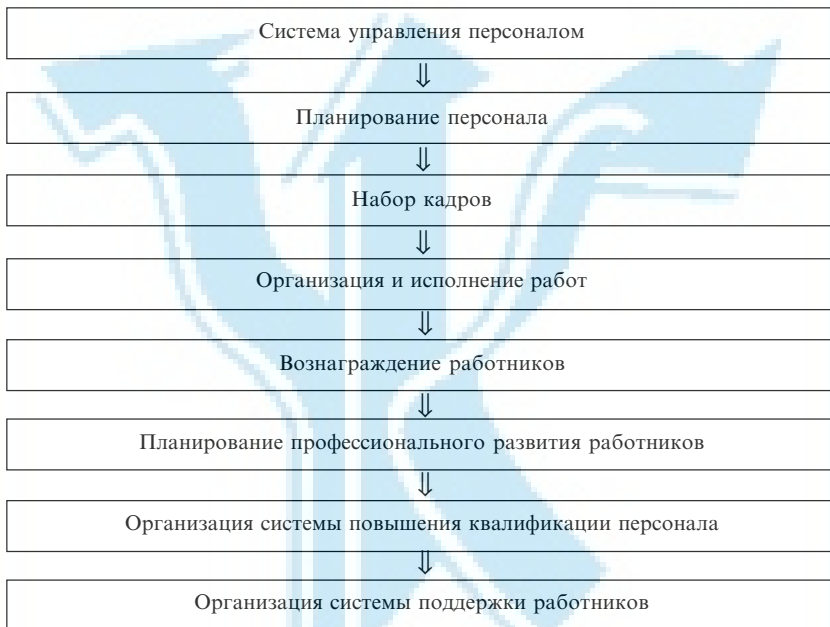 Система управления персоналом
⇓
Планирование персонала
⇓
Набор кадров
⇓
Организация и исполнение работ
⇓
Вознаграждение работников
⇓
Планирование профессионального развития работников
⇓
Организация системы повышения квалификации персонала
⇓
Организация системы поддержки работников